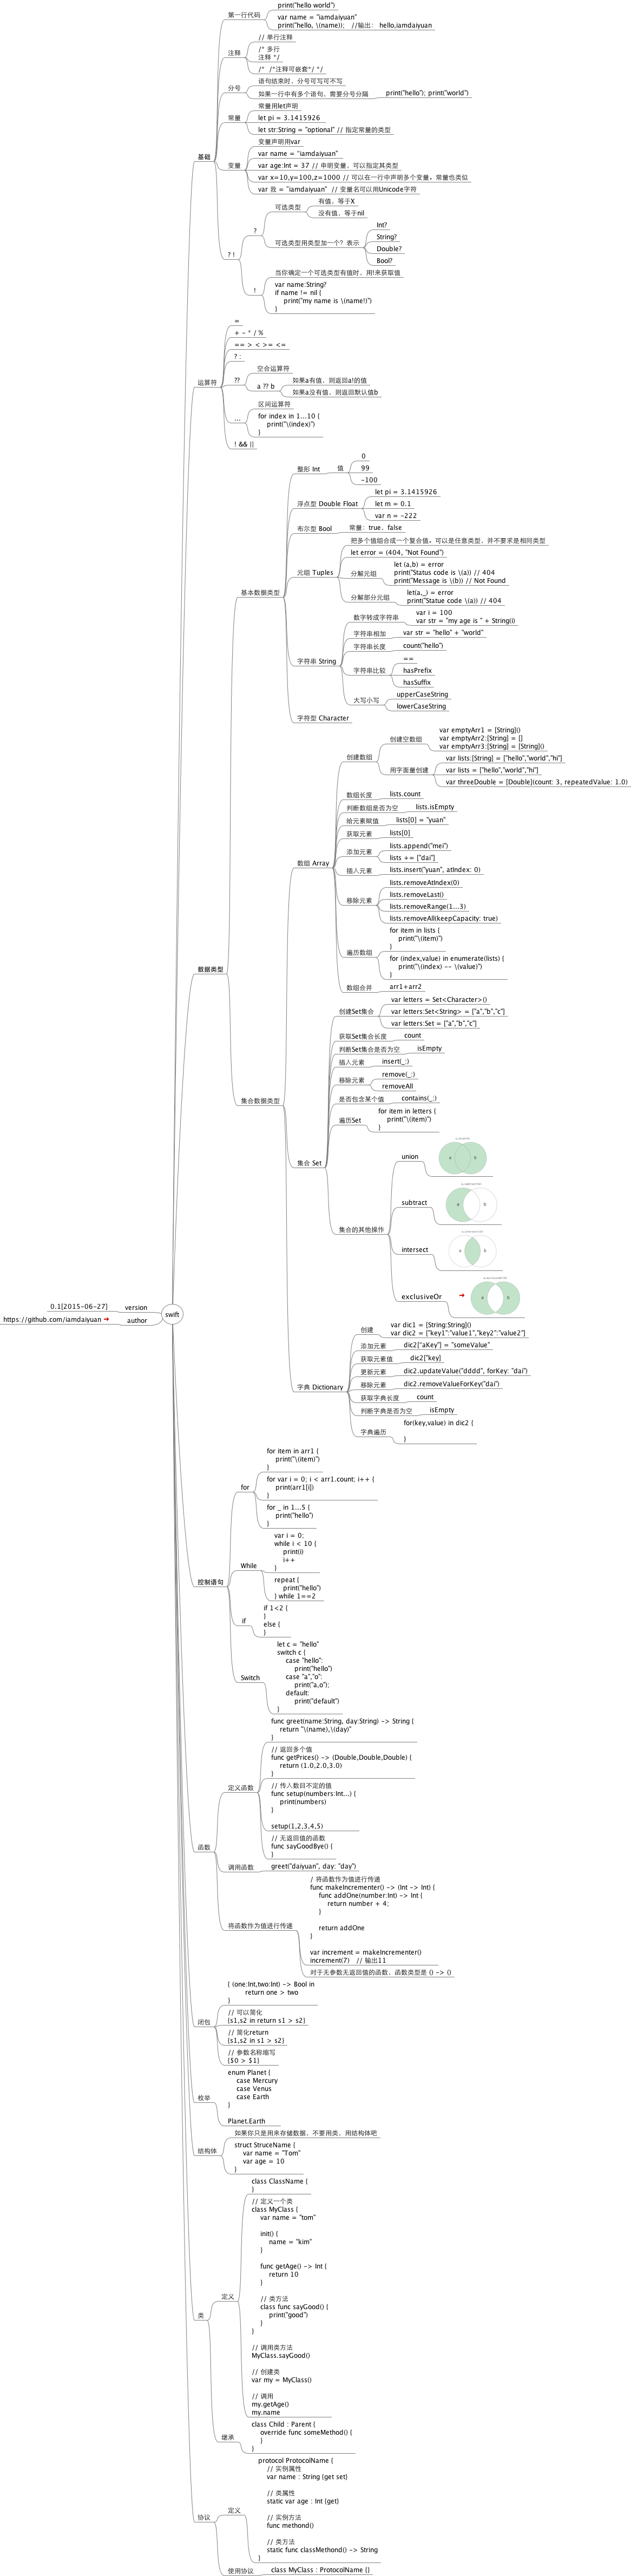 swift
version
0.1[2015-06-27]
author
https://github.com/iamdaiyuan
基础
第一行代码
print("hello world")
var name = "iamdaiyuan"
print("hello, \(name)); //输出： hello,iamdaiyuan
注释
// 单行注释
/* 多行
注释 */
/* /*注释可嵌套*/ */
分号
语句结束时，分号可写可不写
如果一行中有多个语句，需要分号分隔
print("hello"); print("world")
常量
常量用let声明
let pi = 3.1415926
let str:String = "optional" // 指定常量的类型
变量
变量声明用var
var name = "iamdaiyuan"
var age:Int = 37 // 申明变量，可以指定其类型
var x=10,y=100,z=1000 // 可以在一行中声明多个变量，常量也类似
var 我 = "iamdaiyuan" // 变量名可以用Unicode字符
? !
?
可选类型
有值，等于X
没有值，等于nil
可选类型用类型加一个？表示
Int?
String?
Double?
Bool?
!
当你确定一个可选类型有值时，用!来获取值
var name:String?
if name != nil {
print("my name is \(name!)")
}
运算符
=
+ - * / %
== > < >= <=
? :
??
空合运算符
a ?? b
如果a有值，则返回a!的值
如果a没有值，则返回默认值b
...
区间运算符
for index in 1...10 {
print("\(index)")
}
! && ||
数据类型
基本数据类型
整形 Int
值
0
99
-100
浮点型 Double Float
let pi = 3.1415926
let m = 0.1
var n = -222
布尔型 Bool
常量：true，false
元组 Tuples
把多个值组合成一个复合值，可以是任意类型，并不要求是相同类型
let error = (404, "Not Found")
分解元组
let (a,b) = error
print("Status code is \(a)) // 404
print("Message is \(b)) // Not Found
分解部分元组
let(a,_) = error
print("Statue code \(a)) // 404
字符串 String
数字转成字符串
var i = 100
var str = "my age is " + String(i)
字符串相加
var str = "hello" + "world"
字符串长度
count("hello")
字符串比较
==
hasPrefix
hasSuffix
大写小写
upperCaseString
lowerCaseString
字符型 Character
集合数据类型
数组 Array
创建数组
创建空数组
var emptyArr1 = [String]()
var emptyArr2:[String] = []
var emptyArr3:[String] = [String]()
用字面量创建
var lists:[String] = ["hello","world","hi"]
var lists = ["hello","world","hi"]
var threeDouble = [Double](count: 3, repeatedValue: 1.0)
数组长度
lists.count
判断数组是否为空
lists.isEmpty
给元素赋值
lists[0] = "yuan"
获取元素
lists[0]
添加元素
lists.append("mei")
lists += ["dai"]
插入元素
lists.insert("yuan", atIndex: 0)
移除元素
lists.removeAtIndex(0)
lists.removeLast()
lists.removeRange(1...3)
lists.removeAll(keepCapacity: true)
遍历数组
for item in lists {
print("\(item)")
}
for (index,value) in enumerate(lists) {
print("\(index) -- \(value)")
}
数组合并
arr1+arr2
集合 Set
创建Set集合
var letters = Set<Character>()
var letters:Set<String> = ["a","b","c"]
var letters:Set = ["a","b","c"]
获取Set集合长度
count
判断Set集合是否为空
isEmpty
插入元素
insert(_:)
移除元素
remove(_:)
removeAll
是否包含某个值
contains(_:)
遍历Set
for item in letters {
print("\(item)")
}
集合的其他操作
union
a b
subtract
a b
intersect
a b
exclusiveOr
a b
字典 Dictionary
创建
var dic1 = [String:String]()
var dic2 = ["key1":"value1","key2":"value2"]
添加元素
dic2["aKey"] = "someValue"
获取元素值
dic2["key]
更新元素
dic2.updateValue("dddd", forKey: "dai")
移除元素
dic2.removeValueForKey("dai")
获取字典长度
count
判断字典是否为空
isEmpty
字典遍历
for(key,value) in dic2 {
}
控制语句
for
for item in arr1 {
print("\(item)")
}
for var i = 0; i < arr1.count; i++ {
print(arr1[i])
}
for _ in 1...5 {
print("hello")
}
While
var i = 0;
while i < 10 {
print(i)
i++
}
repeat {
print("hello")
} while 1==2
if
if 1<2 {
}
else {
}
Switch
let c = "hello"
switch c {
case "hello":
print("hello")
case "a","o":
print("a,o");
default:
print("default")
}
函数
定义函数
func greet(name:String, day:String) -> String {
return "\(name),\(day)"
}
// 返回多个值
func getPrices() -> (Double,Double,Double) {
return (1.0,2.0,3.0)
}
// 传入数目不定的值
func setup(numbers:Int...) {
print(numbers)
}
setup(1,2,3,4,5)
// 无返回值的函数
func sayGoodBye() {
}
调用函数
greet("daiyuan", day: "day")
将函数作为值进行传递
/ 将函数作为值进行传递
func makeIncrementer() -> (Int -> Int) {
func addOne(number:Int) -> Int {
return number + 4;
}
return addOne
}
var increment = makeIncrementer()
increment(7) // 输出11
对于无参数无返回值的函数，函数类型是 () -> ()
闭包
{ (one:Int,two:Int) -> Bool in
return one > two
}
// 可以简化
{s1,s2 in return s1 > s2}
// 简化return
{s1,s2 in s1 > s2}
// 参数名称缩写
{$0 > $1}
枚举
enum Planet {
case Mercury
case Venus
case Earth
}
Planet.Earth
结构体
如果你只是用来存储数据，不要用类，用结构体吧
struct StruceName {
var name = "Tom"
var age = 10
}
类
定义
class ClassName {
}
// 定义一个类
class MyClass {
var name = "tom"
init() {
name = "kim"
}
func getAge() -> Int {
return 10
}
// 类方法
class func sayGood() {
print("good")
}
}
// 调用类方法
MyClass.sayGood()
// 创建类
var my = MyClass()
// 调用
my.getAge()
my.name
继承
class Child : Parent {
override func someMethod() {
}
}
协议
定义
protocol ProtocolName {
// 实例属性
var name : String {get set}
// 类属性
static var age : Int {get}
// 实例方法
func methond()
// 类方法
static func classMethond() -> String
}
使用协议
class MyClass : ProtocolName {}